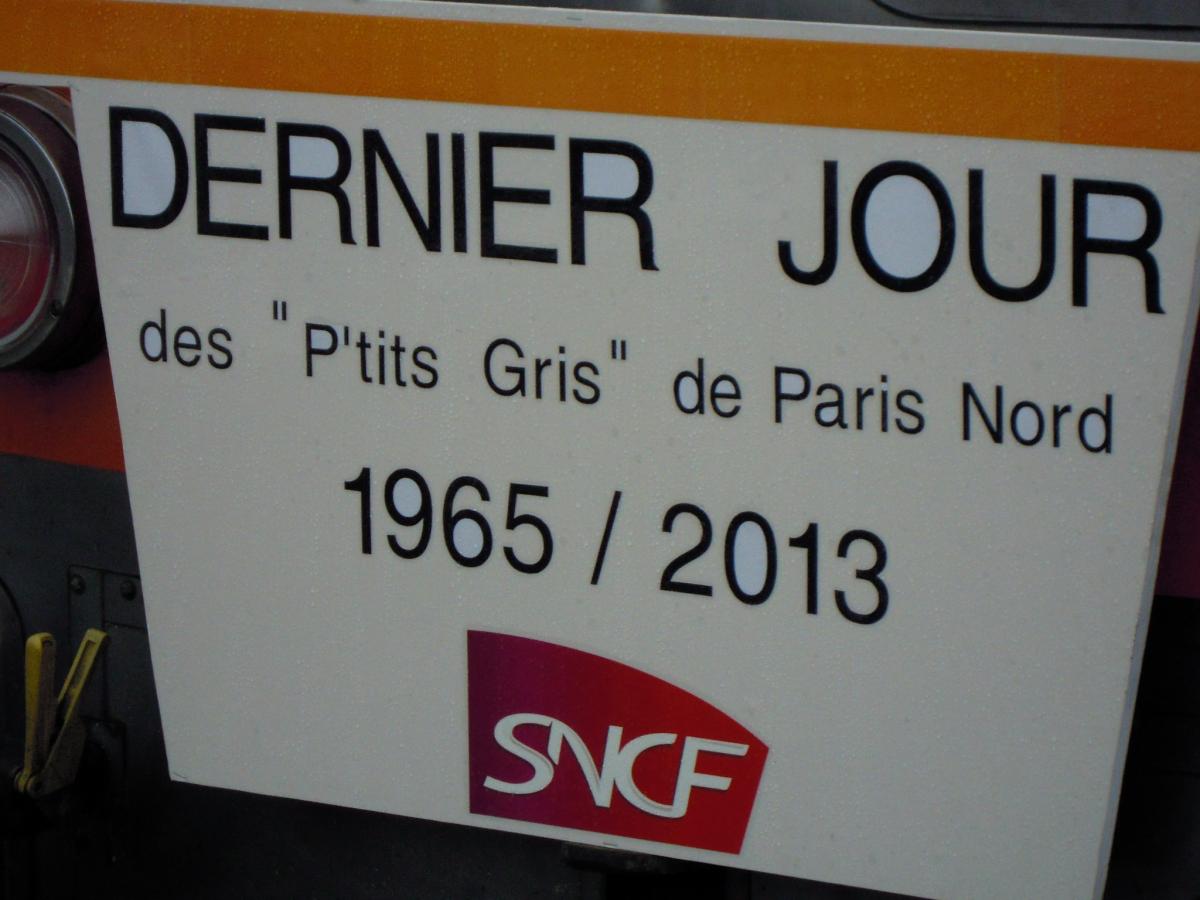 DERNIER JOUR
des "P'tits Gris" de Paris Nord
1965 / 2013
SNCF